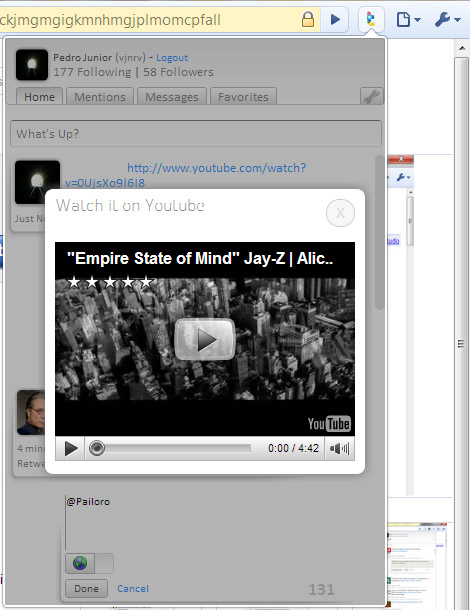 ckjmgmgigkmnhmgjplmomcpfall
Pedro Junior (vjnrv) - Logout
177 Following | 58 Followers
Home Mentions Messages Favorites
What's Up?
http://www.youtube.com/watch?
v=0UjsXo9l6I8
Just
Watch it on Youtube
X
"Empire State of Mind" Jay-Z | Alic..
YouTube
0:00 / 4:42
4
Retwe
@Pailoro
Done Cancel 131